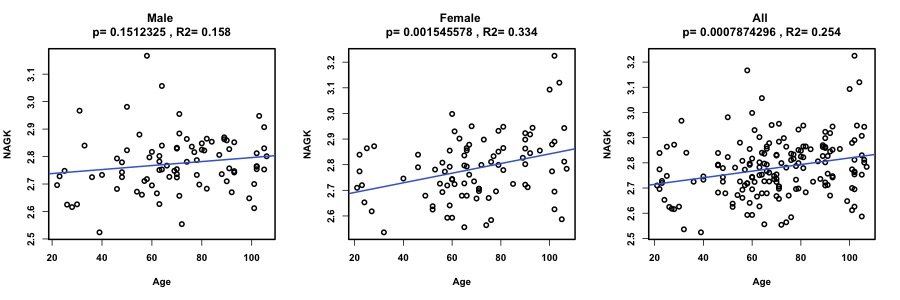 Male
p= 0.1512325 , R2= 0.158
NAGK
3.1
3.0
2.9
2.8
2.7
2.6
2.5
20 40 60 80 100
Age
Female
p= 0.001545578 , R2= 0.334
NAGK
3.2
3.1
3.0
2.9
2.8
2.7
2.6
20 40 60 80 100
Age
All
p= 0.0007874296 , R2= 0.254
NAGK
3.2
3.1
3.0
2.9
2.8
2.7
2.6
2.5
20 40 60 80 100
Age